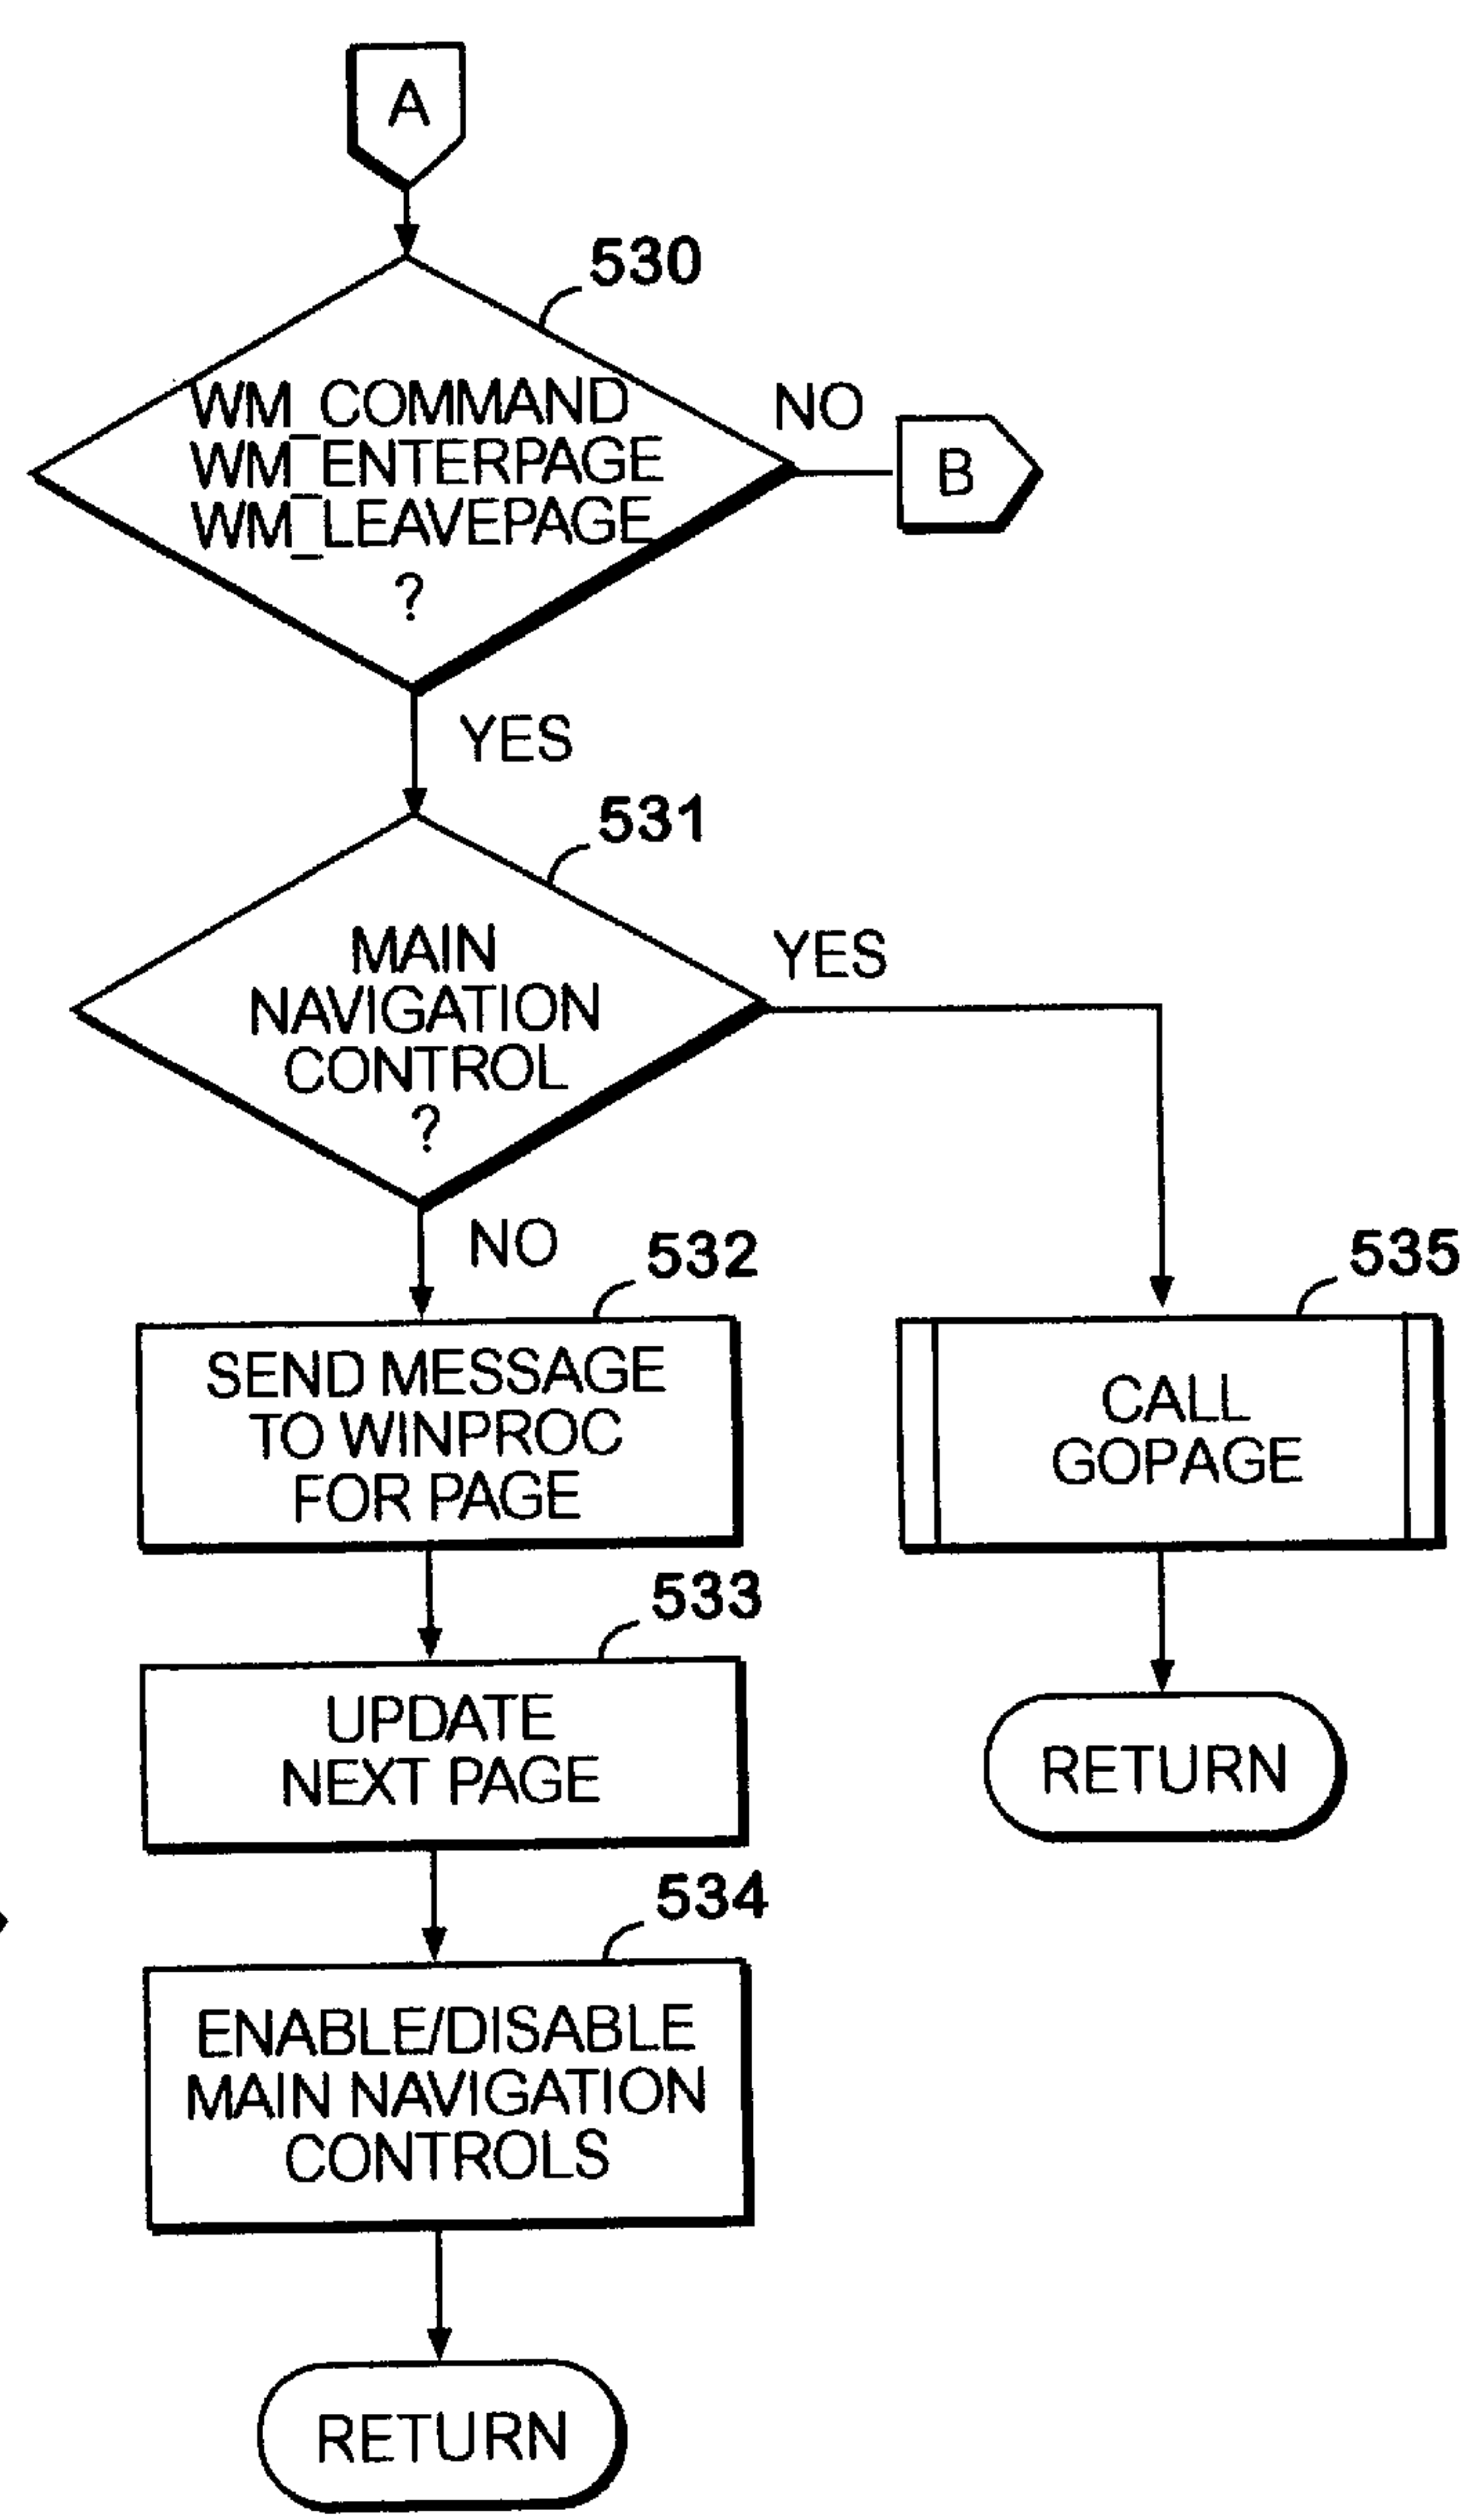 A
530
WM_COMMAND
WM_ENTERPAGE
WM_LEAVEPAGE
?
NO
B
YES
531
MAIN
NAVIGATION
CONTROL
?
YES
NO
532
SEND MESSAGE
TO WINPROC
FOR PAGE
535
CALL
GOPAGE
533
UPDATE
NEXT PAGE
RETURN
534
ENABLE/DISABLE
MAIN NAVIGATION
CONTROLS
RETURN